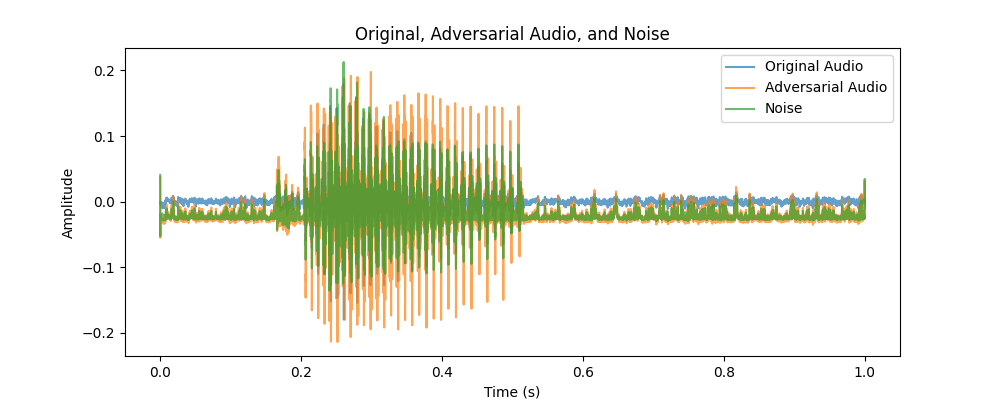 Original, Adversarial Audio, and Noise
Original Audio
Adversarial Audio
Noise
Amplitude
0.2
0.1
0.0
−0.1
−0.2
0.0 0.2 0.4 0.6 0.8 1.0
Time (s)